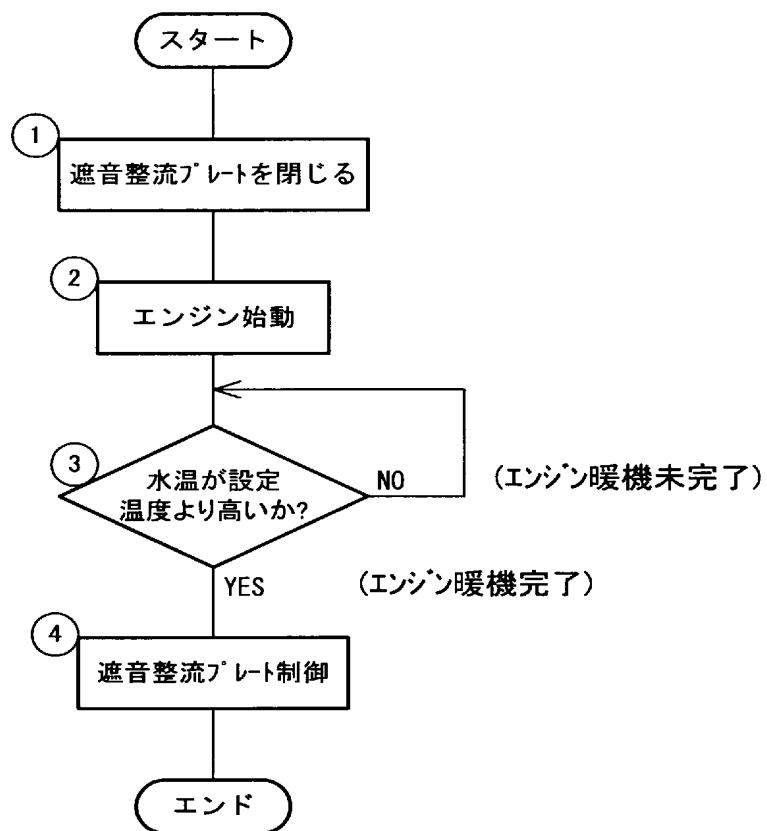 スタート
1
遮音整流プレートを閉じる
2
エンジン始動
3
水温が設定
温度より高いか?
NO
(エンジン暖機未完了)
YES
(エンジン暖機完了)
4
遮音整流プレート制御
エンド